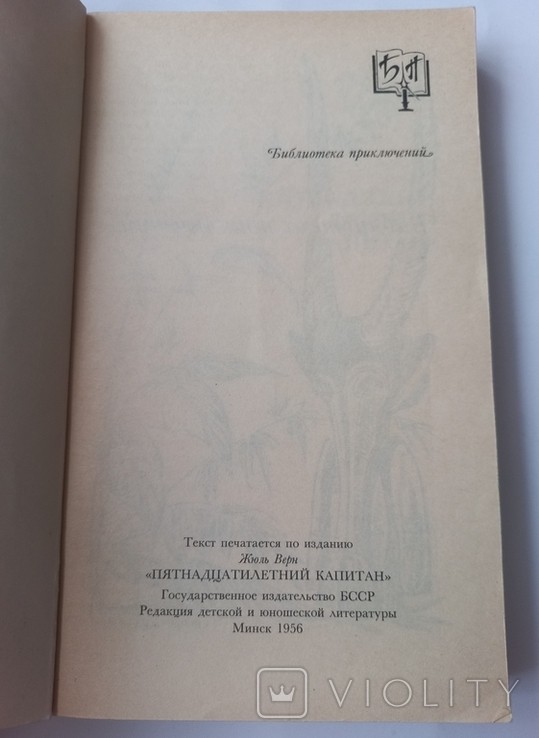 БП
Библиотека приключений
Текст печатается по изданию
Жюль Верн
«ПЯТНАДЦАТИЛЕТНИЙ КАПИТАН»
Государственное издательство БССР
Редакция детской и юношеской литературы
Минск 1956
VIOLITY